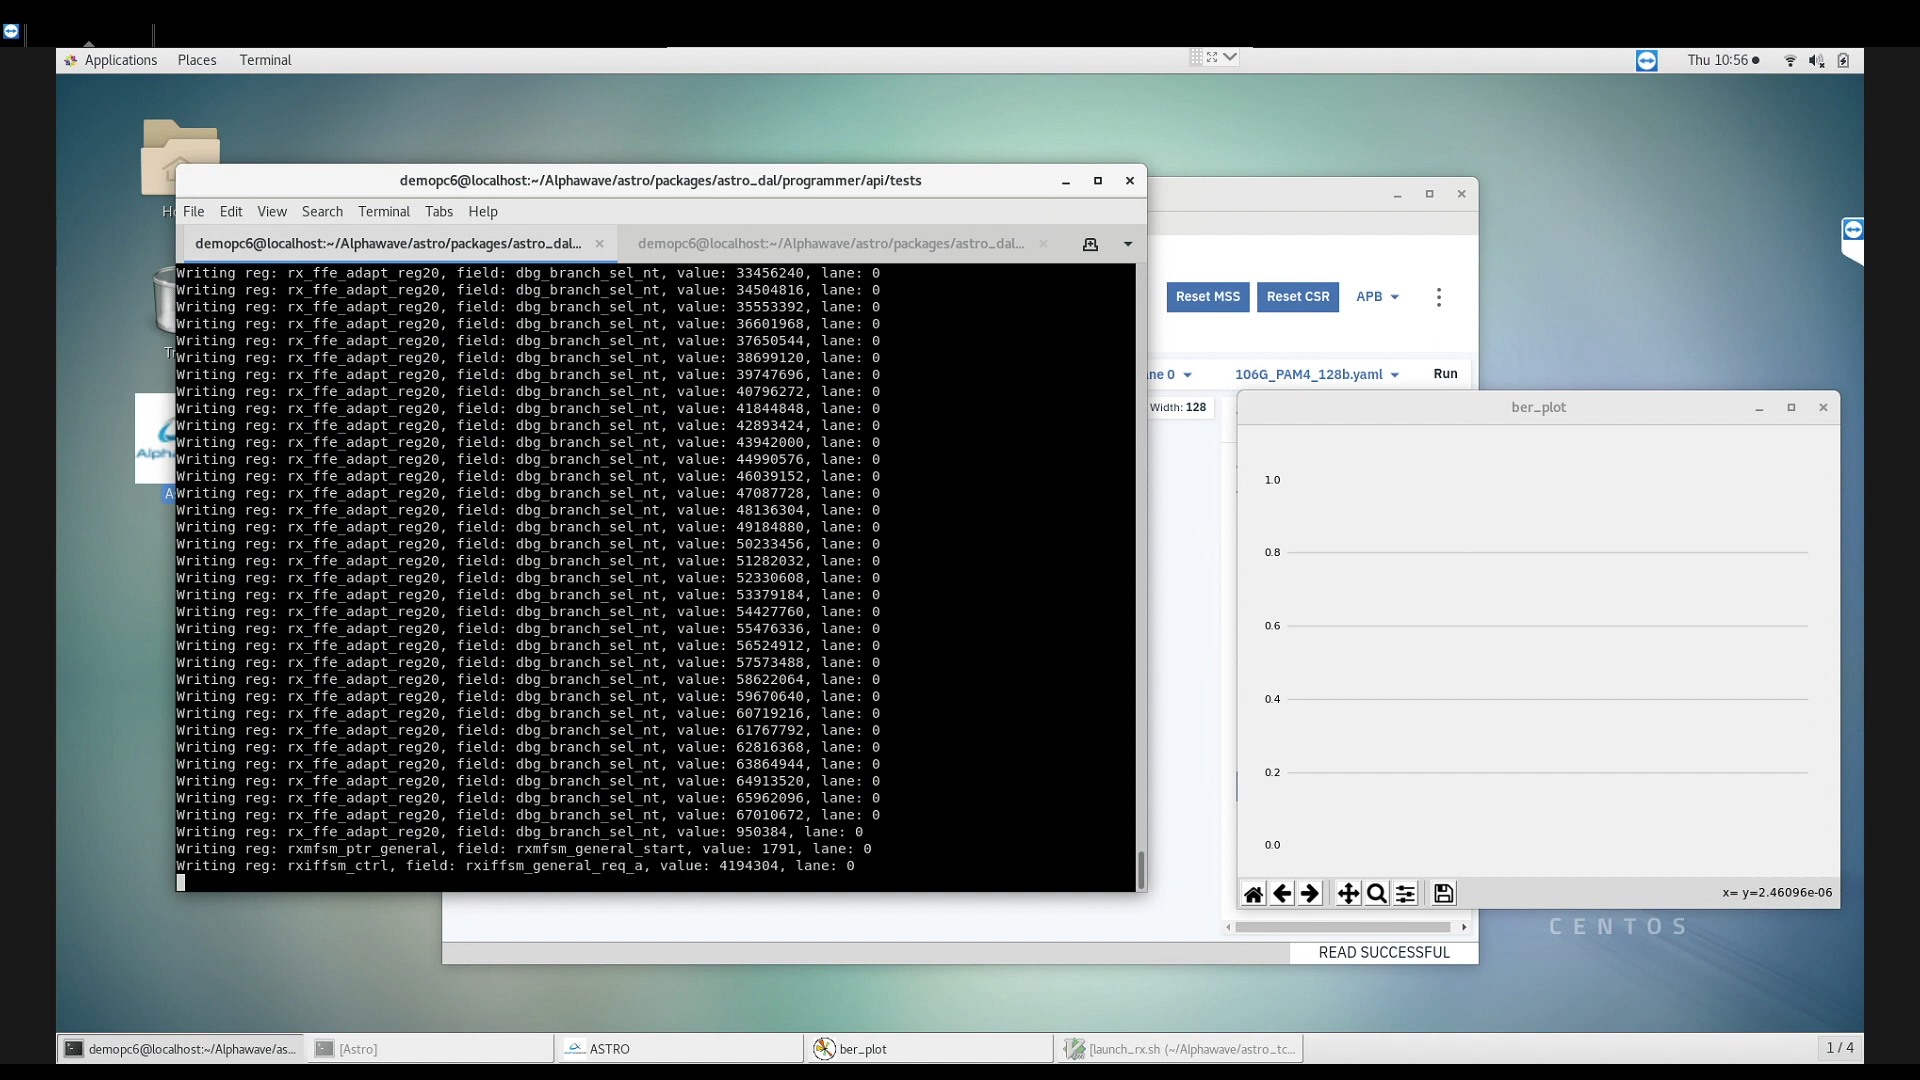 Applications Places Terminal
Thu 10:56
demopc6@localhost:~/Alphawave/astro/packages/astro_dal/programmer/api/tests
File Edit View Search Terminal Tabs Help
demopc6@localhost:~/Alphawave/astro/packages/astro_dal...
demopc6@localhost:~/Alphawave/astro/packages/astro_dal...
Writing reg: rx_ffe_adapt_reg20, field: dbg_branch_sel_nt, value: 33456240, lane: 0
Writing reg: rx_ffe_adapt_reg20, field: dbg_branch_sel_nt, value: 34504816, lane: 0
Writing reg: rx_ffe_adapt_reg20, field: dbg_branch_sel_nt, value: 35553392, lane: 0
Writing reg: rx_ffe_adapt_reg20, field: dbg_branch_sel_nt, value: 36601968, lane: 0
Writing reg: rx_ffe_adapt_reg20, field: dbg_branch_sel_nt, value: 37650544, lane: 0
Writing reg: rx_ffe_adapt_reg20, field: dbg_branch_sel_nt, value: 38699120, lane: 0
Writing reg: rx_ffe_adapt_reg20, field: dbg_branch_sel_nt, value: 39747696, lane: 0
Writing reg: rx_ffe_adapt_reg20, field: dbg_branch_sel_nt, value: 40796272, lane: 0
Writing reg: rx_ffe_adapt_reg20, field: dbg_branch_sel_nt, value: 41844848, lane: 0
Writing reg: rx_ffe_adapt_reg20, field: dbg_branch_sel_nt, value: 42893424, lane: 0
Writing reg: rx_ffe_adapt_reg20, field: dbg_branch_sel_nt, value: 43942000, lane: 0
Writing reg: rx_ffe_adapt_reg20, field: dbg_branch_sel_nt, value: 44990576, lane: 0
Writing reg: rx_ffe_adapt_reg20, field: dbg_branch_sel_nt, value: 46039152, lane: 0
Writing reg: rx_ffe_adapt_reg20, field: dbg_branch_sel_nt, value: 47087728, lane: 0
Writing reg: rx_ffe_adapt_reg20, field: dbg_branch_sel_nt, value: 48136304, lane: 0
Writing reg: rx_ffe_adapt_reg20, field: dbg_branch_sel_nt, value: 49184880, lane: 0
Writing reg: rx_ffe_adapt_reg20, field: dbg_branch_sel_nt, value: 50233456, lane: 0
Writing reg: rx_ffe_adapt_reg20, field: dbg_branch_sel_nt, value: 51282032, lane: 0
Writing reg: rx_ffe_adapt_reg20, field: dbg_branch_sel_nt, value: 52330608, lane: 0
Writing reg: rx_ffe_adapt_reg20, field: dbg_branch_sel_nt, value: 53379184, lane: 0
Writing reg: rx_ffe_adapt_reg20, field: dbg_branch_sel_nt, value: 54427760, lane: 0
Writing reg: rx_ffe_adapt_reg20, field: dbg_branch_sel_nt, value: 55476336, lane: 0
Writing reg: rx_ffe_adapt_reg20, field: dbg_branch_sel_nt, value: 56524912, lane: 0
Writing reg: rx_ffe_adapt_reg20, field: dbg_branch_sel_nt, value: 57573488, lane: 0
Writing reg: rx_ffe_adapt_reg20, field: dbg_branch_sel_nt, value: 58622064, lane: 0
Writing reg: rx_ffe_adapt_reg20, field: dbg_branch_sel_nt, value: 59670640, lane: 0
Writing reg: rx_ffe_adapt_reg20, field: dbg_branch_sel_nt, value: 60719216, lane: 0
Writing reg: rx_ffe_adapt_reg20, field: dbg_branch_sel_nt, value: 61767792, lane: 0
Writing reg: rx_ffe_adapt_reg20, field: dbg_branch_sel_nt, value: 62816368, lane: 0
Writing reg: rx_ffe_adapt_reg20, field: dbg_branch_sel_nt, value: 63864944, lane: 0
Writing reg: rx_ffe_adapt_reg20, field: dbg_branch_sel_nt, value: 64913520, lane: 0
Writing reg: rx_ffe_adapt_reg20, field: dbg_branch_sel_nt, value: 65962096, lane: 0
Writing reg: rx_ffe_adapt_reg20, field: dbg_branch_sel_nt, value: 67010672, lane: 0
Writing reg: rx_ffe_adapt_reg20, field: dbg_branch_sel_nt, value: 950384, lane: 0
Writing reg: rxmfsm_ptr_general, field: rxmfsm_general_start, value: 1791, lane: 0
Writing reg: rxiffsm_ctrl, field: rxiffsm_general_req_a, value: 4194304, lane: 0
Reset MSS Reset CSR APB
ne 0 106G_PAM4_128b.yaml Run
Width: 128
ber_plot
1.0
0.8
0.6
0.4
0.2
0.0
x= y=2.46096e-06
CENTOS
READ SUCCESSFUL
demopc6@localhost:~/Alphawave/as...
[Astro]
ASTRO
ber_plot
[launch_rx.sh (~/Alphawave/astro_tc...
1 / 4